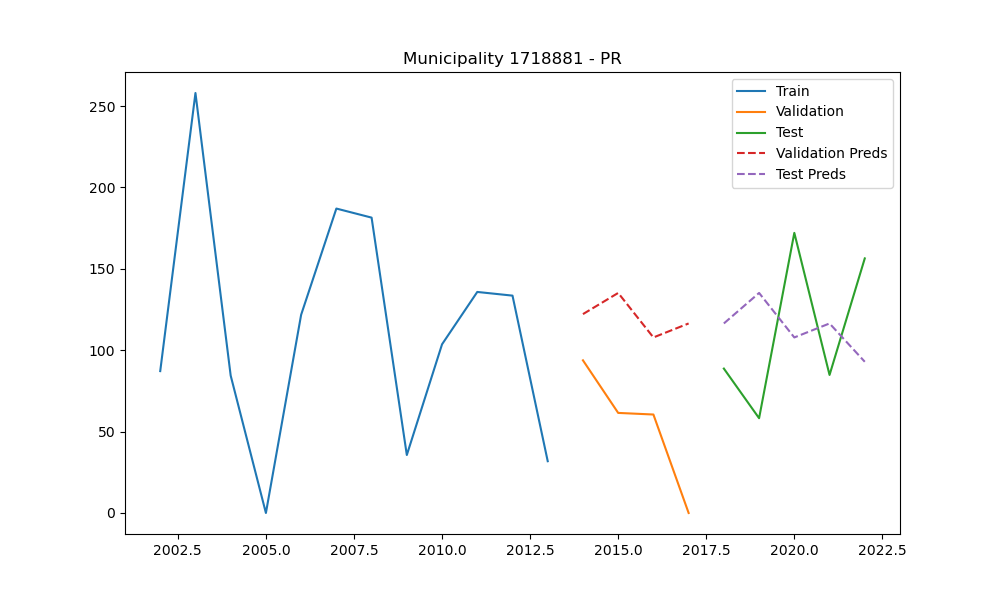 Municipality 1718881 - PR
Train
Validation
Test
Validation Preds
Test Preds
250
200
150
100
50
0
2002.5 2005.0 2007.5 2010.0 2012.5 2015.0 2017.5 2020.0 2022.5